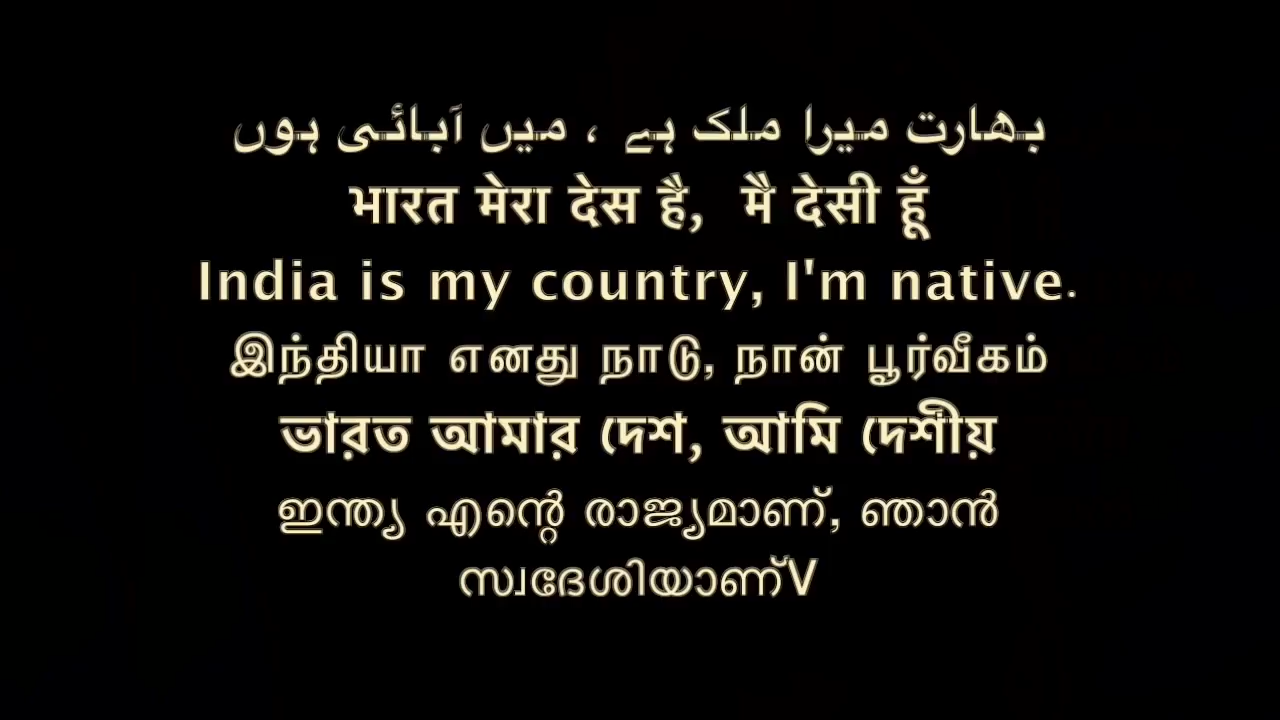 بھارت میرا ملک ہے ، میں آبائی ہوں
भारत मेरा देस है, मै देसी हूँ
India is my country, I'm native.
இந்தியா எனது நாடு, நான் பூர்வீகம்
ভারত আমার দেশ, আমি দেশীয়
ഇന്ത്യ എന്റെ രാജ്യമാണ്, ഞാൻ
സ്വദേശിയാണ്V